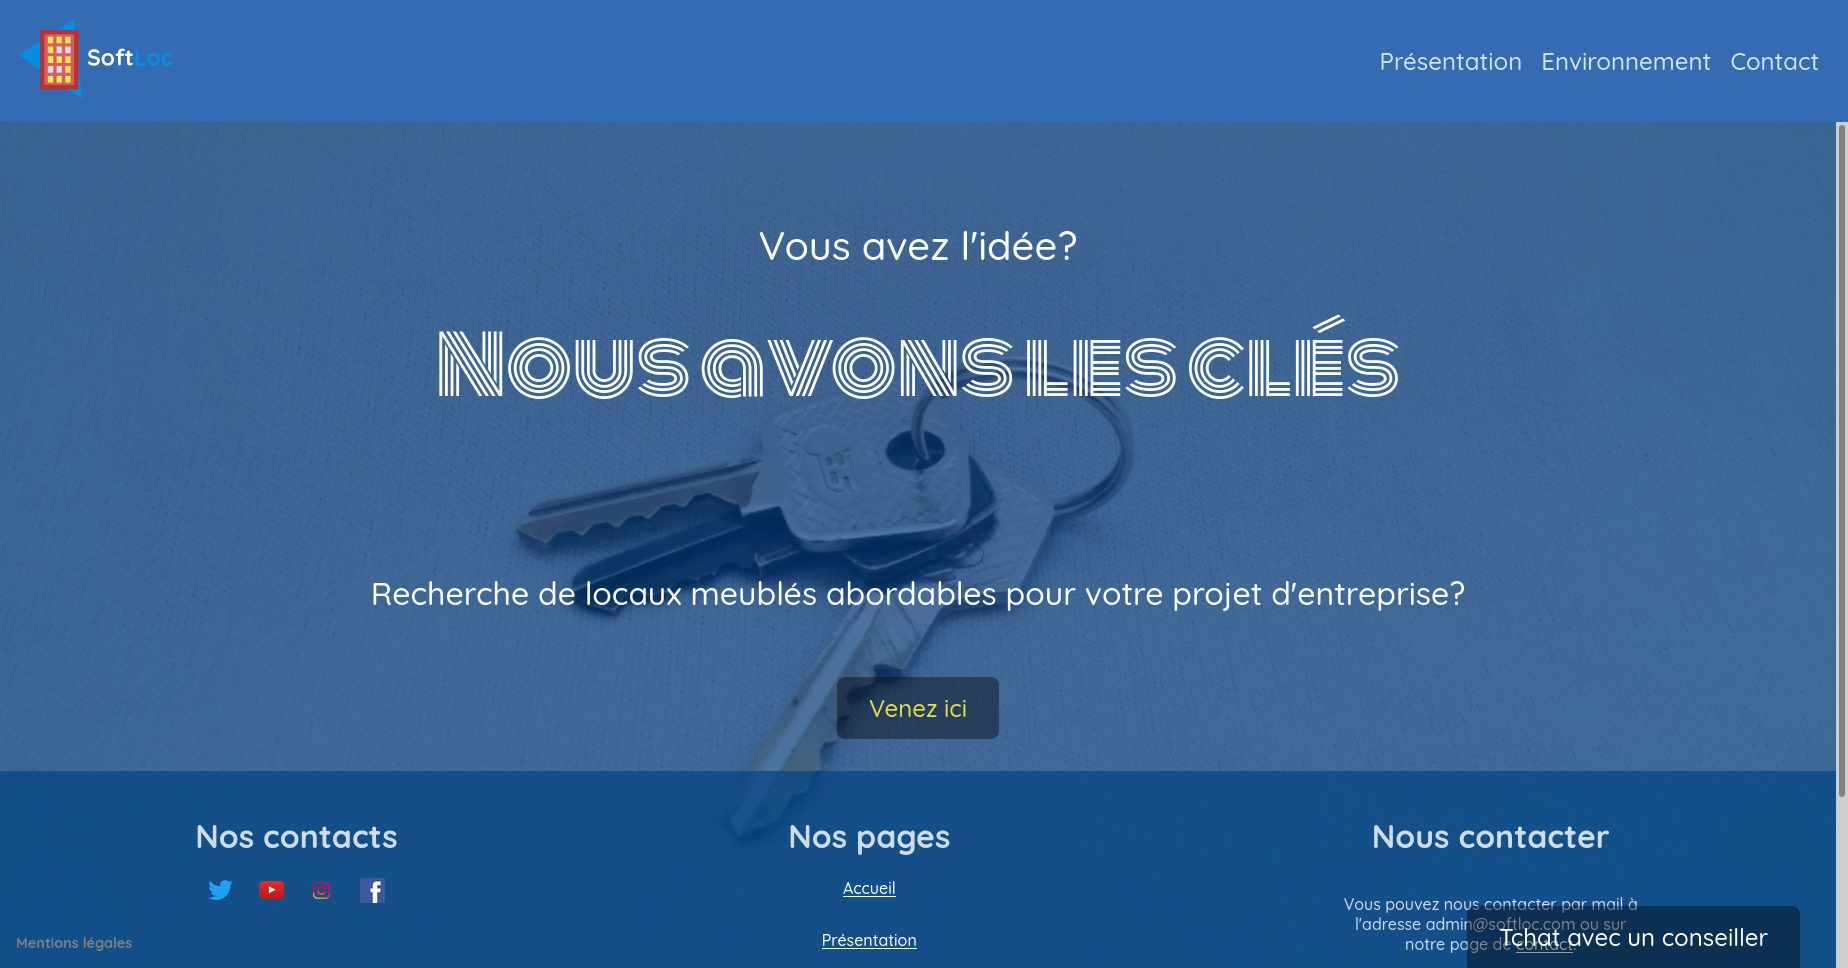 SoftLoc
Présentation Environnement Contact
Vous avez l'idée?
Nous avons les clés
Recherche de locaux meublés abordables pour votre projet d'entreprise?
Venez ici
Nos contacts
Mentions légales
Nos pages
Accueil
Présentation
Nous contacter
Vous pouvez nous contacter par mail à
l'adresse admin@softloc.com ou sur
notre page de contact.
Tchat avec un conseiller